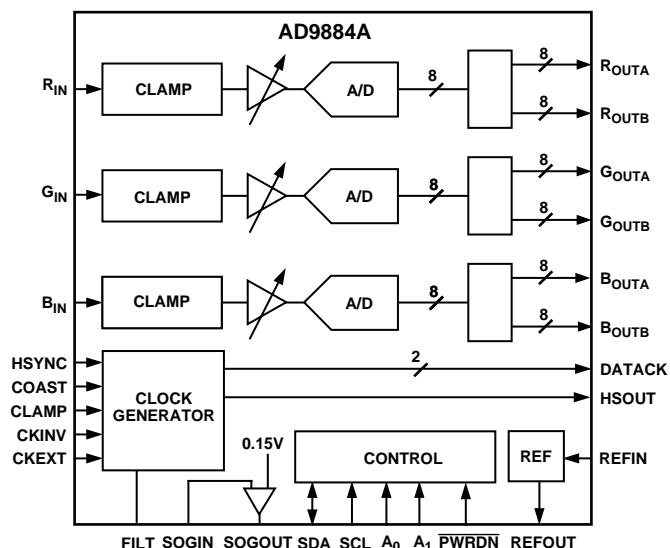 AD9884A
R_IN CLAMP A/D 8 8 R_OUTA
8 R_OUTB
G_IN CLAMP A/D 8 8 G_OUTA
8 G_OUTB
B_IN CLAMP A/D 8 8 B_OUTA
8 B_OUTB
HSYNC 2 DATACK
COAST HSOUT
CLAMP CLOCK
CKINV GENERATOR
CKEXT 0.15V CONTROL REF REFIN
FILT SOGIN SOGOUT SDA SCL A₀ A₁ PWRDN REFOUT